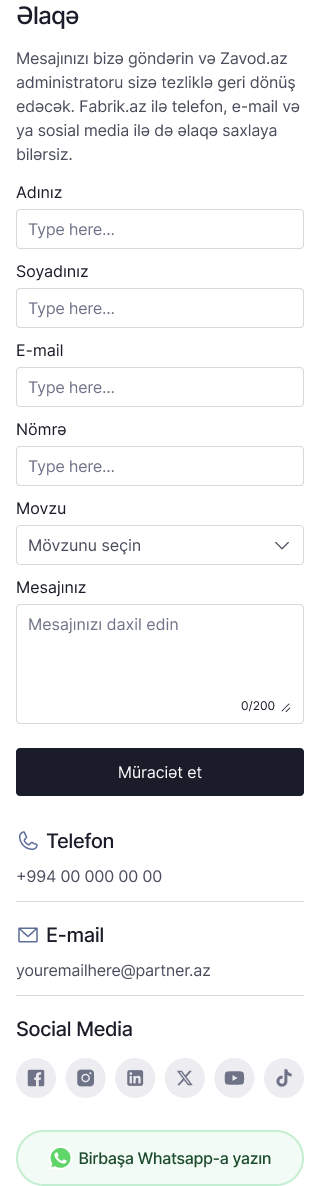 Əlaqə
Mesajınızı bizə göndərin və Zavod.az
administratoru sizə tezliklə geri dönüş
edəcək. Fabrik.az ilə telefon, e-mail və
ya sosial media ilə də əlaqə saxlaya
bilərsiz.
Adınız
Type here...
Soyadınız
Type here...
E-mail
Type here...
Nömrə
Type here...
Movzu
Mövzunu seçin
Mesajınız
Mesajınızı daxil edin
0/200
Müraciət et
Telefon
+994 00 000 00 00
E-mail
youremailhere@partner.az
Social Media
Birbaşa Whatsapp-a yazın